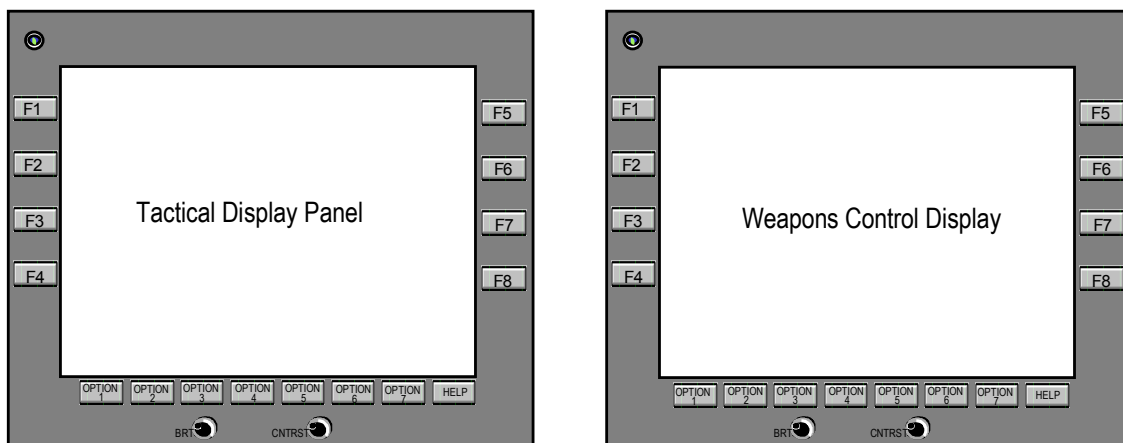 F1
F2
F3
F4
Tactical Display Panel
F5
F6
F7
F8
OPTION 1
OPTION 2
OPTION 3
OPTION 4
OPTION 5
OPTION 6
OPTION 7
HELP
BRT
CNTRST
F1
F2
F3
F4
Weapons Control Display
F5
F6
F7
F8
OPTION 1
OPTION 2
OPTION 3
OPTION 4
OPTION 5
OPTION 6
OPTION 7
HELP
BRT
CNTRST